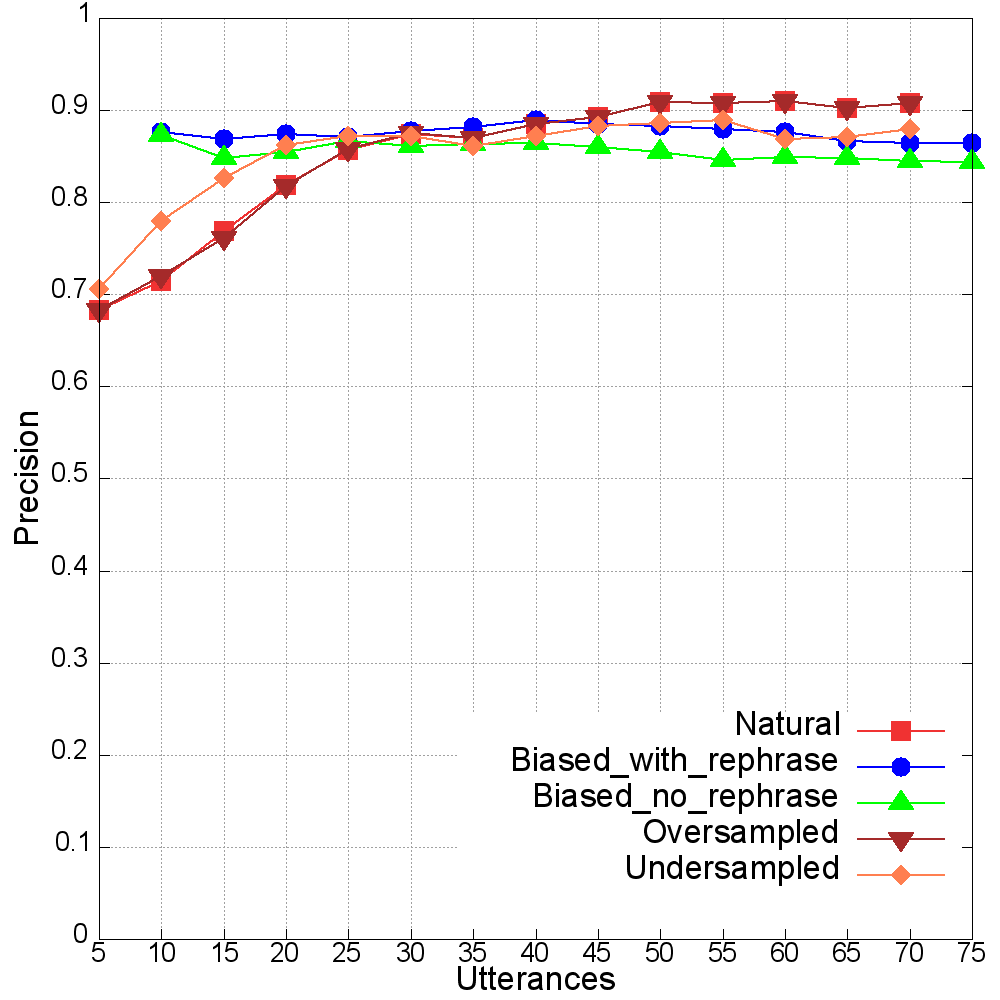 1
0.9
0.8
0.7
0.6
0.5
0.4
0.3
0.2
0.1
0
Precision
Natural
Biased_with_rephrase
Biased_no_rephrase
Oversampled
Undersampled
5 10 15 20 25 30 35 40 45 50 55 60 65 70 75
Utterances